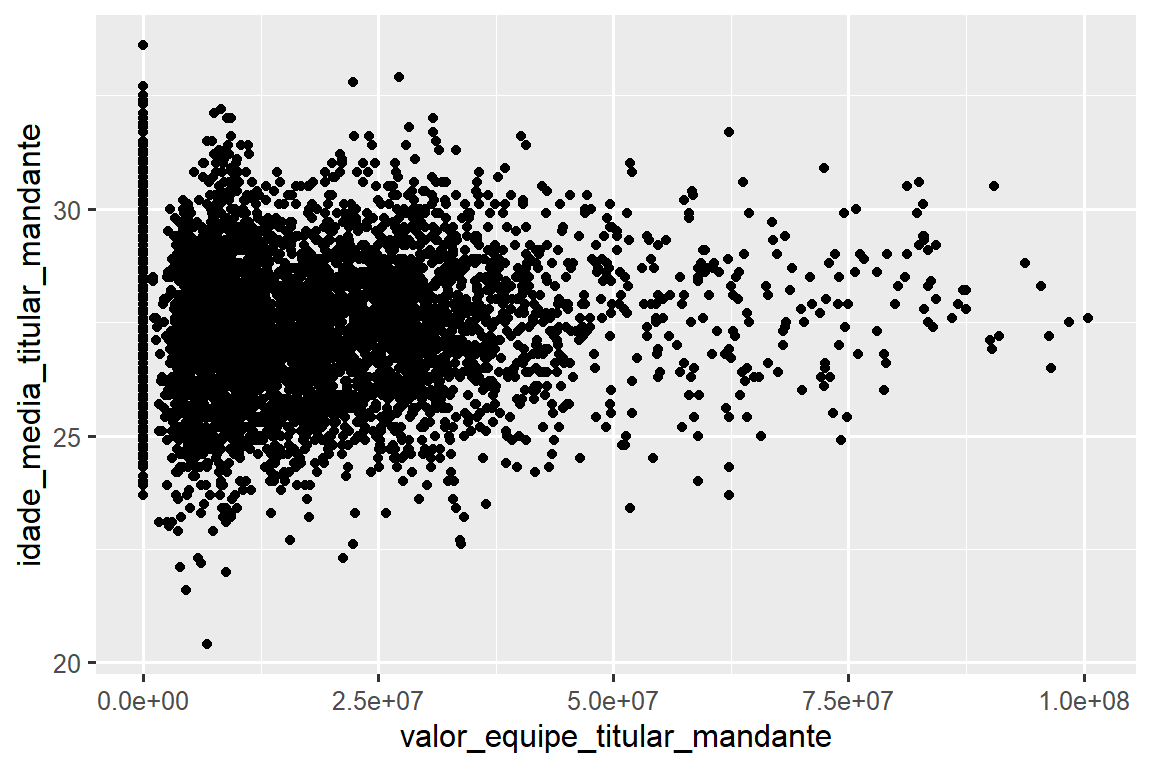 idade_media_titular_mandante
30
25
20
0.0e+00 2.5e+07 5.0e+07 7.5e+07 1.0e+08
valor_equipe_titular_mandante